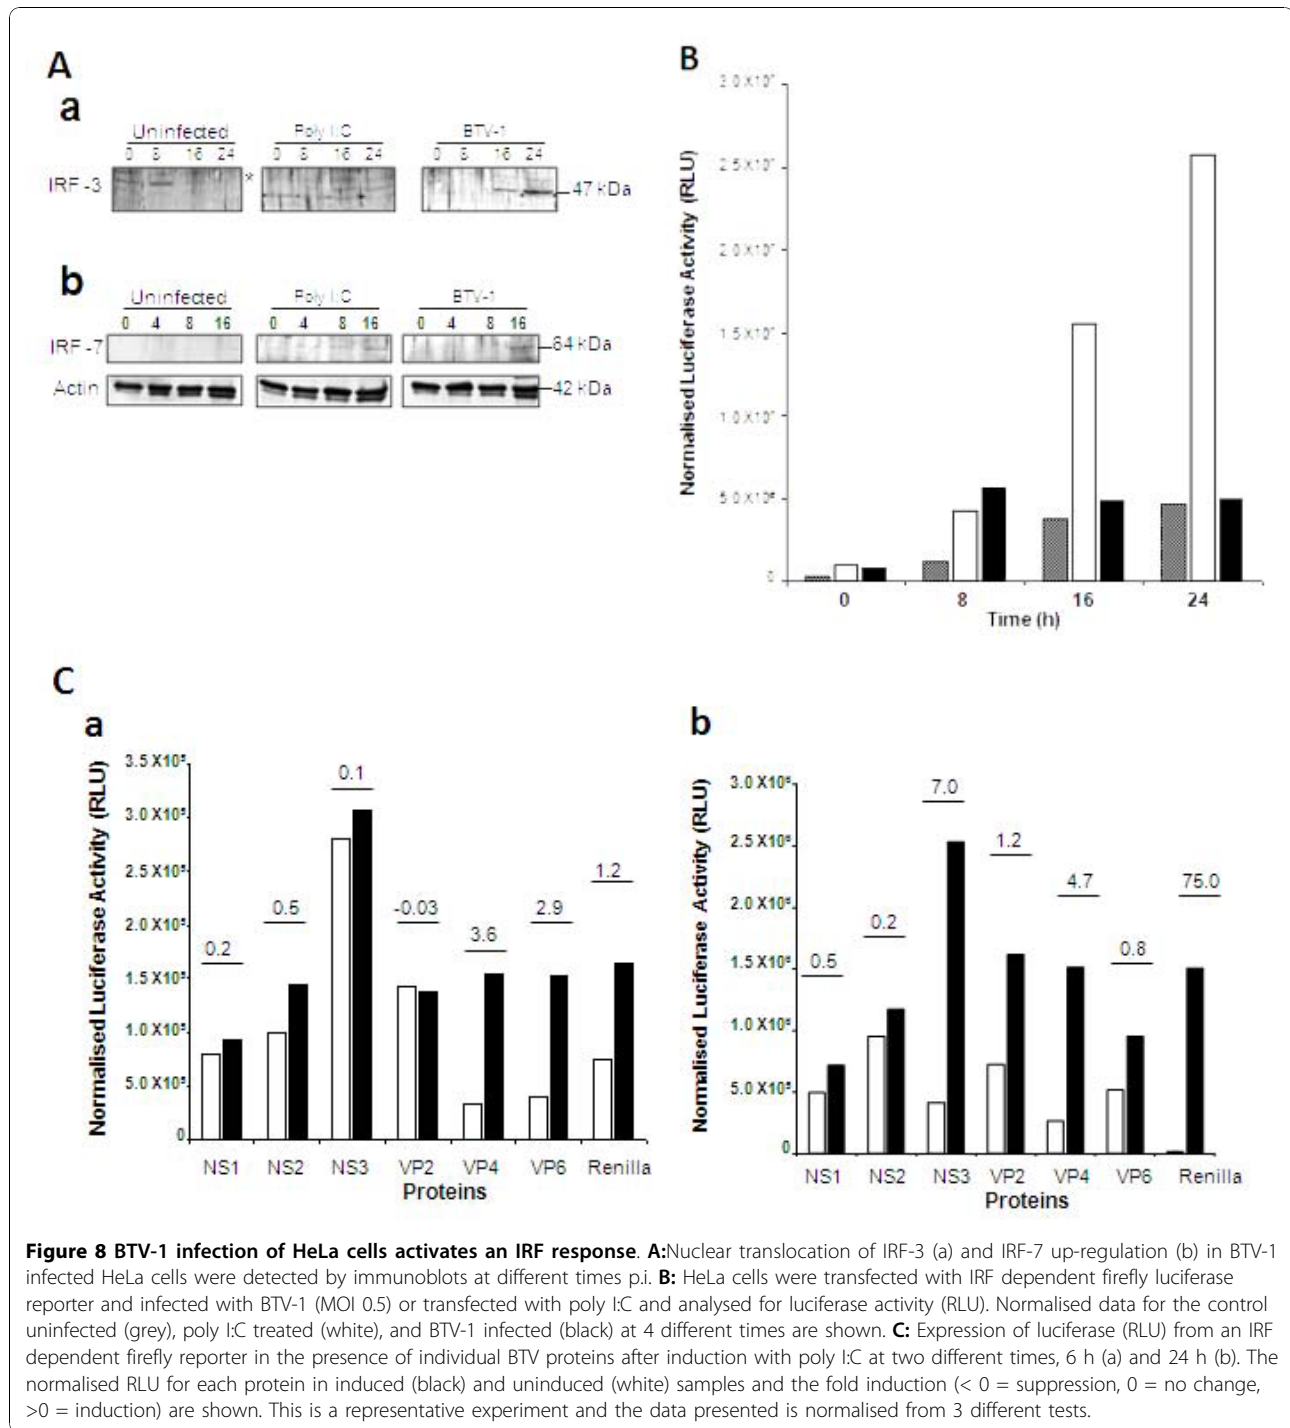 A
a
Uninfected Poly I:C BTV-1
0 8 16 24 0 8 16 24 0 8 16 24
IRF-3 * 47 kDa
b
Uninfected Poly I:C BTV-1
0 4 8 16 0 4 8 16 0 4 8 16
IRF-7 64 kDa
Actin 42 kDa
B
Normalised Luciferase Activity (RLU)
0
0 8 16 24
Time (h)
C
a
Normalised Luciferase Activity (RLU)
3.5 X10⁵
3.0 X10⁵
2.5 X10⁵
2.0 X10⁵
1.5 X10⁵
1.0 X10⁵
0
0.2 0.5 0.1 -0.03 3.6 2.9 1.2
NS1 NS2 NS3 VP2 VP4 VP6 Renilla
Proteins
b
Normalised Luciferase Activity (RLU)
3.0 X10⁵
2.5 X10⁵
2.0 X10⁵
1.5 X10⁵
1.0 X10⁵
0
0.5 0.2 7.0 1.2 4.7 0.8 75.0
NS1 NS2 NS3 VP2 VP4 VP6 Renilla
Proteins
Figure 8 BTV-1 infection of HeLa cells activates an IRF response. A:Nuclear translocation of IRF-3 (a) and IRF-7 up-regulation (b) in BTV-1
infected HeLa cells were detected by immunoblots at different times p.i. B: HeLa cells were transfected with IRF dependent firefly luciferase
reporter and infected with BTV-1 (MOI 0.5) or transfected with poly I:C and analysed for luciferase activity (RLU). Normalised data for the control
uninfected (grey), poly I:C treated (white), and BTV-1 infected (black) at 4 different times are shown. C: Expression of luciferase (RLU) from an IRF
dependent firefly reporter in the presence of individual BTV proteins after induction with poly I:C at two different times, 6 h (a) and 24 h (b). The
normalised RLU for each protein in induced (black) and uninduced (white) samples and the fold induction (< 0 = suppression, 0 = no change,
>0 = induction) are shown. This is a representative experiment and the data presented is normalised from 3 different tests.